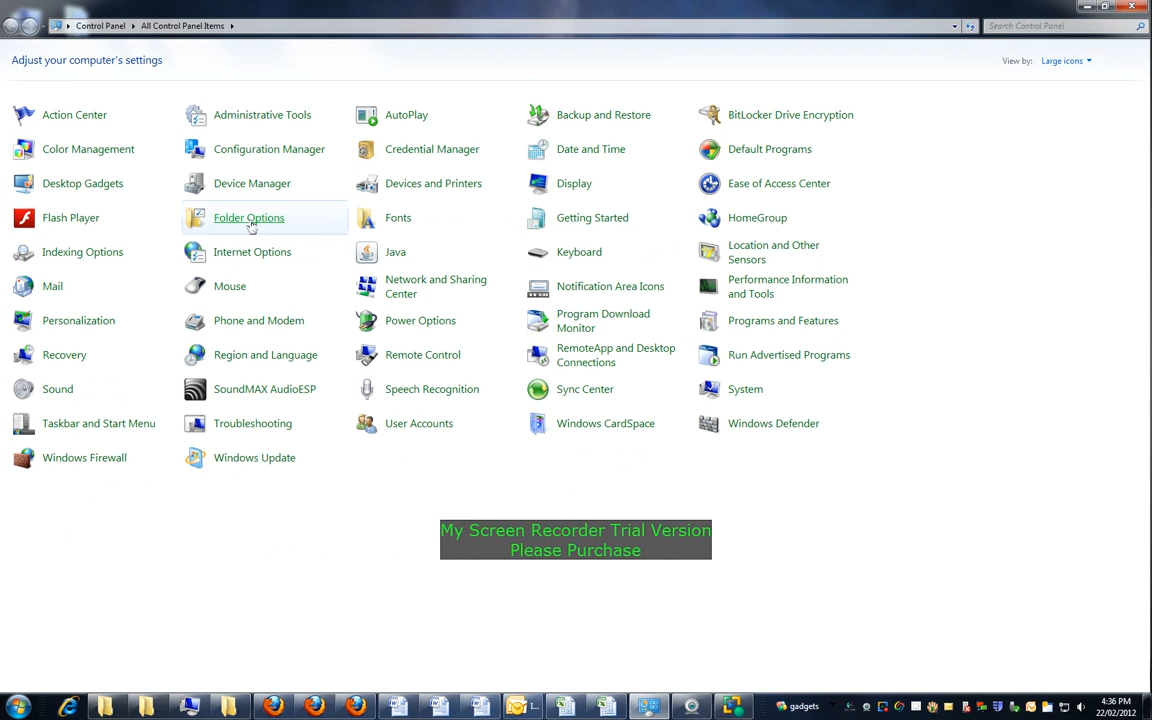 Control Panel ▸ All Control Panel Items ▸
Search Control Panel
Adjust your computer's settings
View by: Large icons
Action Center
Administrative Tools
AutoPlay
Backup and Restore
BitLocker Drive Encryption
Color Management
Configuration Manager
Credential Manager
Date and Time
Default Programs
Desktop Gadgets
Device Manager
Devices and Printers
Display
Ease of Access Center
Flash Player
Folder Options
Fonts
Getting Started
HomeGroup
Indexing Options
Internet Options
Java
Keyboard
Location and Other
Sensors
Mail
Mouse
Network and Sharing
Center
Notification Area Icons
Performance Information
and Tools
Personalization
Phone and Modem
Power Options
Program Download
Monitor
Programs and Features
Recovery
Region and Language
Remote Control
RemoteApp and Desktop
Connections
Run Advertised Programs
Sound
SoundMAX AudioESP
Speech Recognition
Sync Center
System
Taskbar and Start Menu
Troubleshooting
User Accounts
Windows CardSpace
Windows Defender
Windows Firewall
Windows Update
My Screen Recorder Trial Version
Please Purchase
gadgets
4:36 PM
22/02/2012